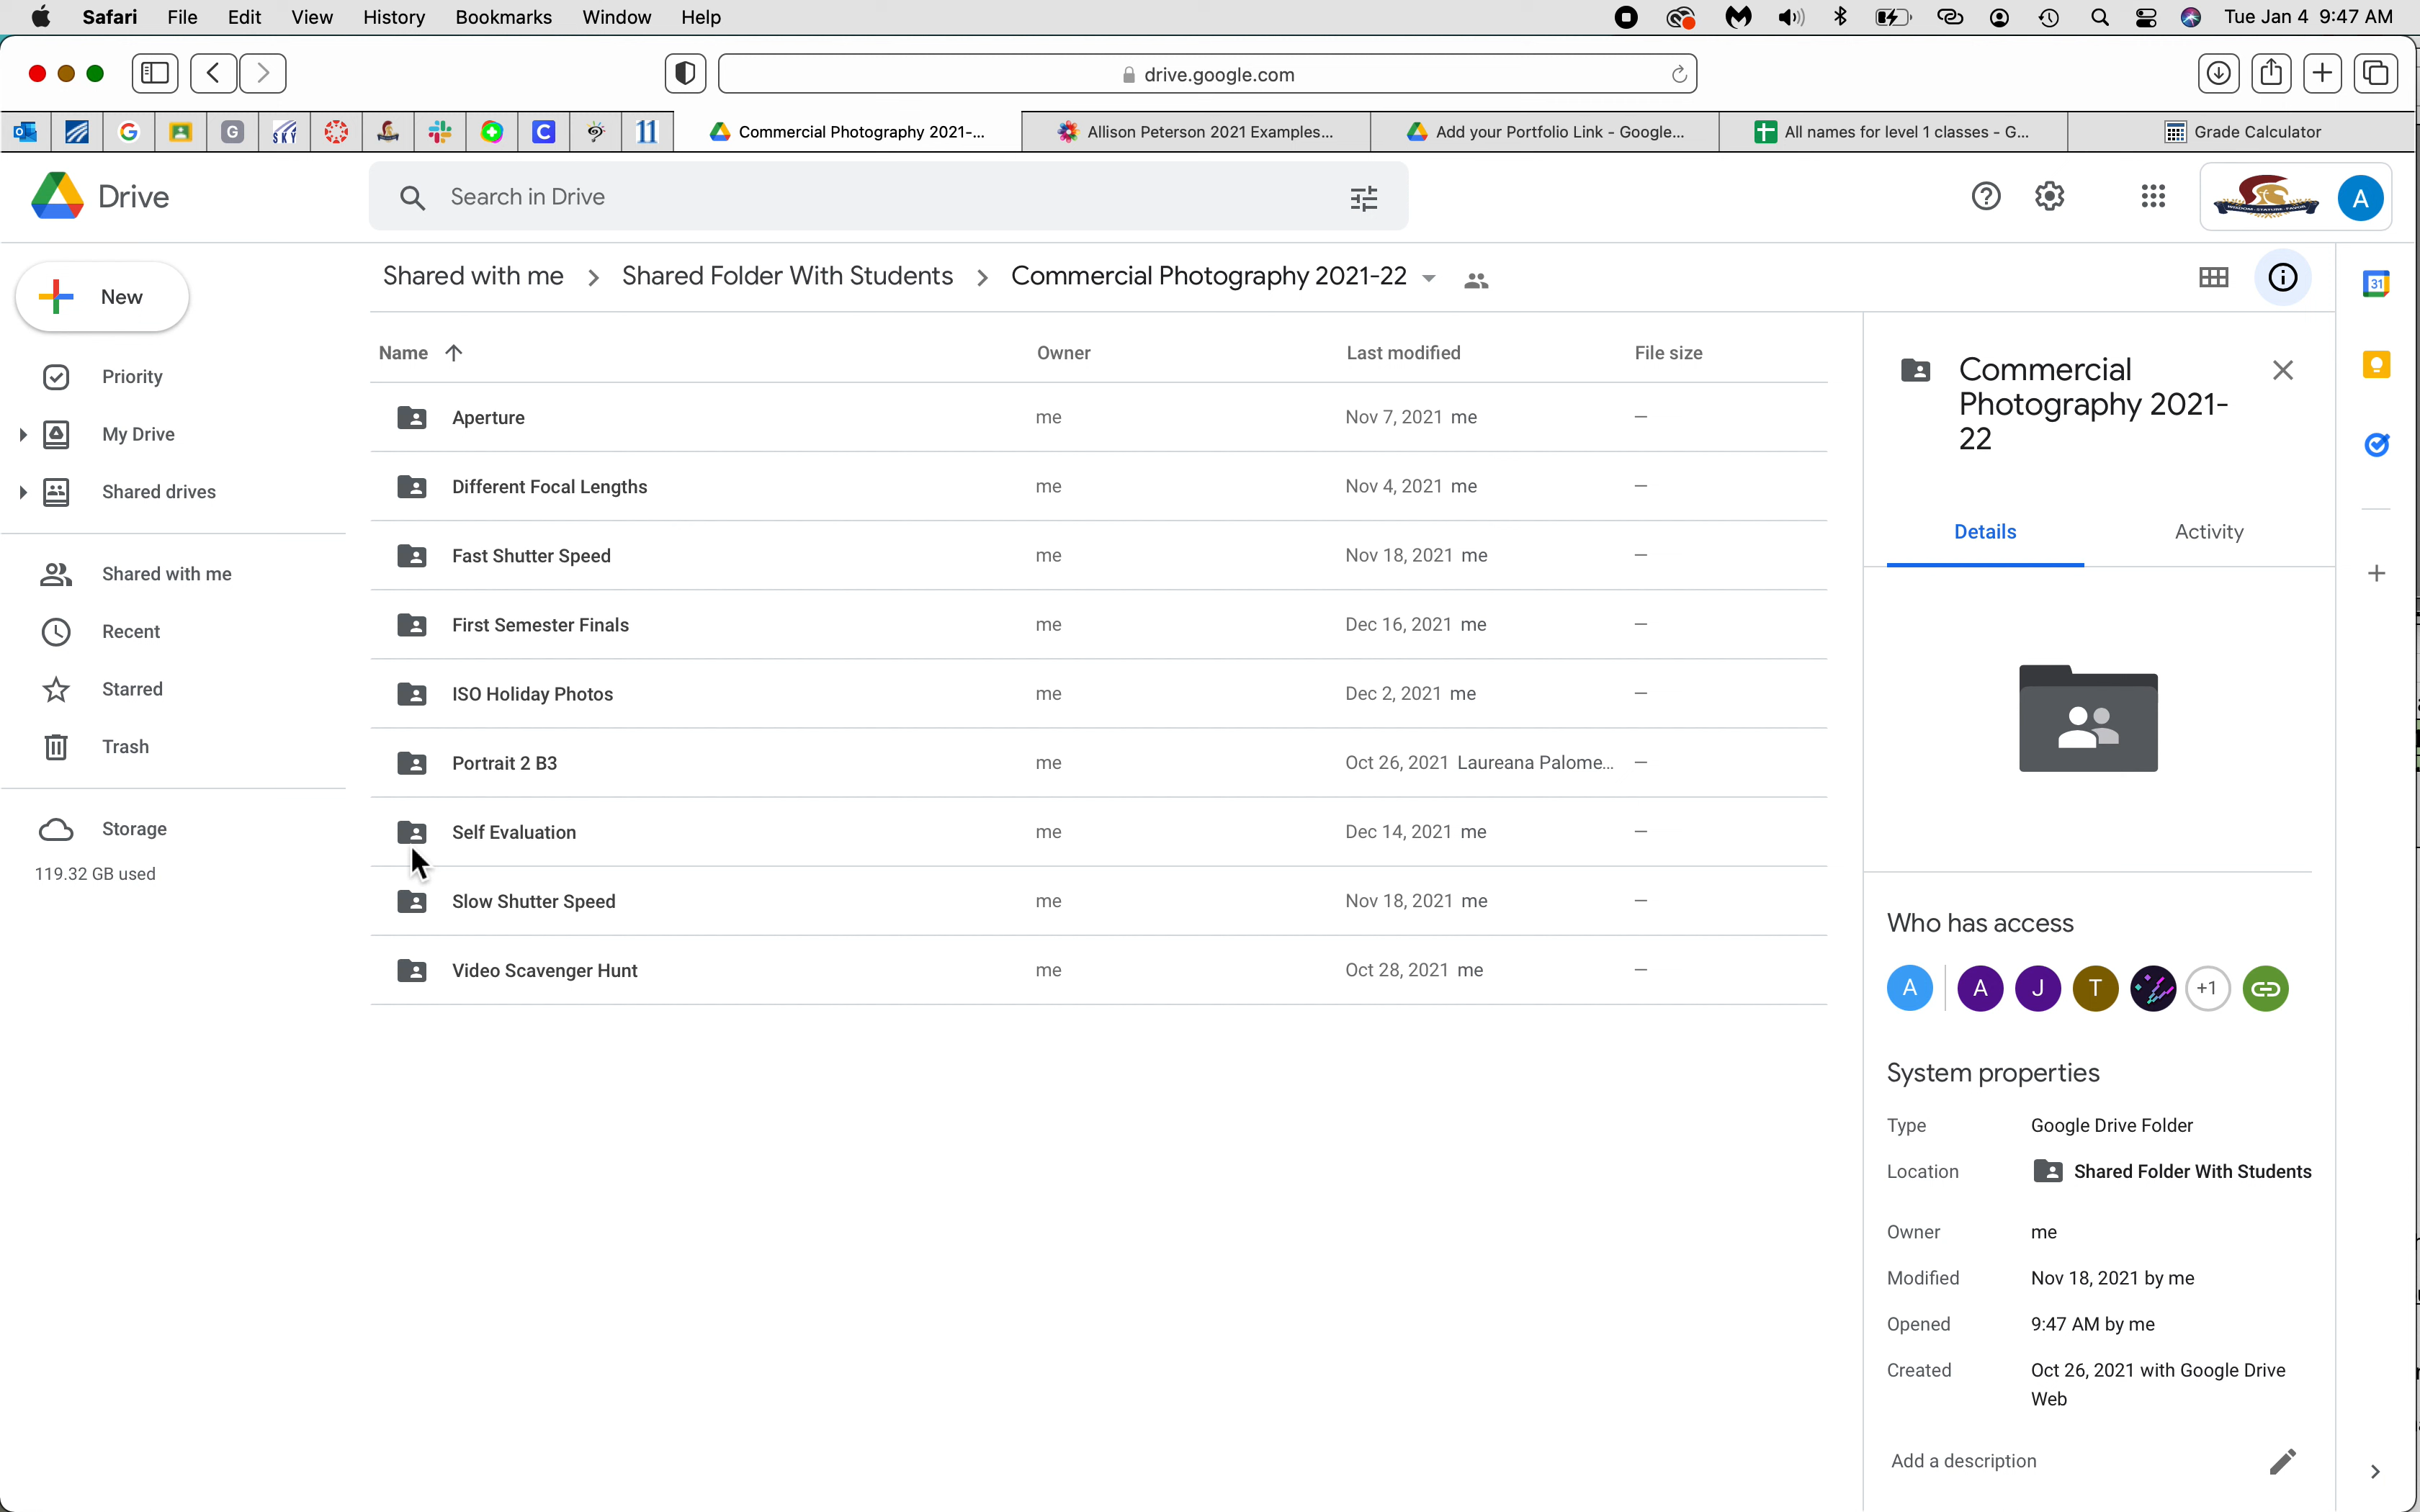 Safari File Edit View History Bookmarks Window Help Tue Jan 4 9:47 AM
drive.google.com
G G SKY C 11 Commercial Photography 2021-... Allison Peterson 2021 Examples... Add your Portfolio Link - Google... All names for level 1 classes - G... Grade Calculator
Drive Search in Drive A
New
Priority
My Drive
Shared drives
Shared with me
Recent
Starred
Trash
Storage
119.32 GB used
Shared with me > Shared Folder With Students > Commercial Photography 2021-22
Name Owner Last modified File size
Aperture me Nov 7, 2021 me —
Different Focal Lengths me Nov 4, 2021 me —
Fast Shutter Speed me Nov 18, 2021 me —
First Semester Finals me Dec 16, 2021 me —
ISO Holiday Photos me Dec 2, 2021 me —
Portrait 2 B3 me Oct 26, 2021 Laureana Palome... —
Self Evaluation me Dec 14, 2021 me —
Slow Shutter Speed me Nov 18, 2021 me —
Video Scavenger Hunt me Oct 28, 2021 me —
Commercial
Photography 2021-
22
Details Activity
Who has access
A A J T +1
System properties
Type Google Drive Folder
Location Shared Folder With Students
Owner me
Modified Nov 18, 2021 by me
Opened 9:47 AM by me
Created Oct 26, 2021 with Google Drive
Web
Add a description
31